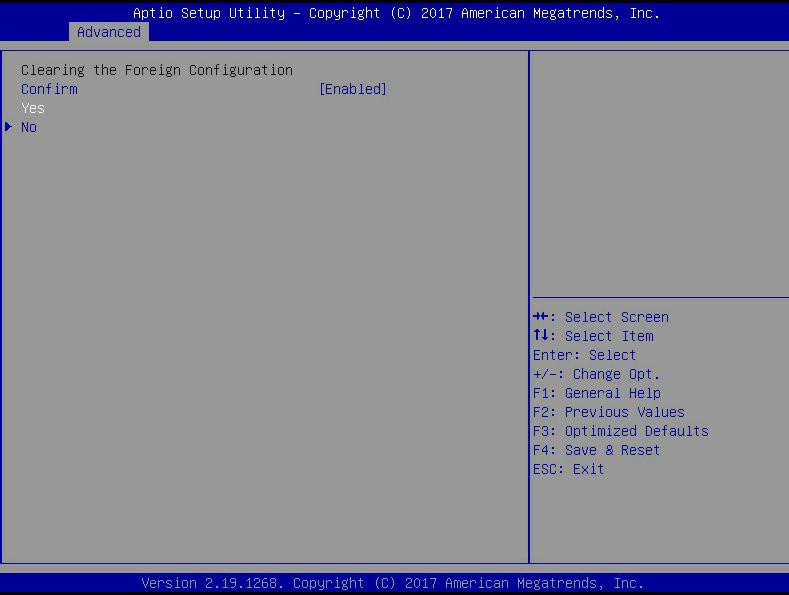 Aptio Setup Utility – Copyright (C) 2017 American Megatrends, Inc.
Advanced
Clearing the Foreign Configuration
Confirm [Enabled]
Yes
No
→←: Select Screen
↑↓: Select Item
Enter: Select
+/-: Change Opt.
F1: General Help
F2: Previous Values
F3: Optimized Defaults
F4: Save & Reset
ESC: Exit
Version 2.19.1268. Copyright (C) 2017 American Megatrends, Inc.